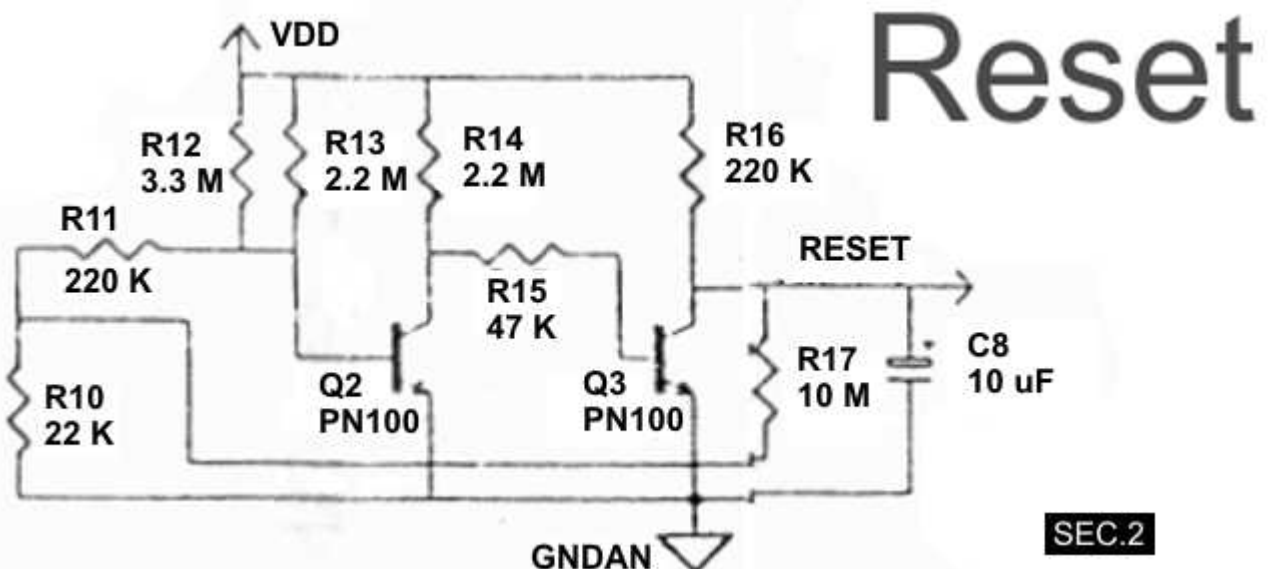 VDD
Reset
R12
3.3 M
R13
2.2 M
R14
2.2 M
R16
220 K
R11
220 K
RESET
R15
47 K
R10
22 K
Q2
PN100
Q3
PN100
R17
10 M
C8
10 uF
GNDAN
SEC.2